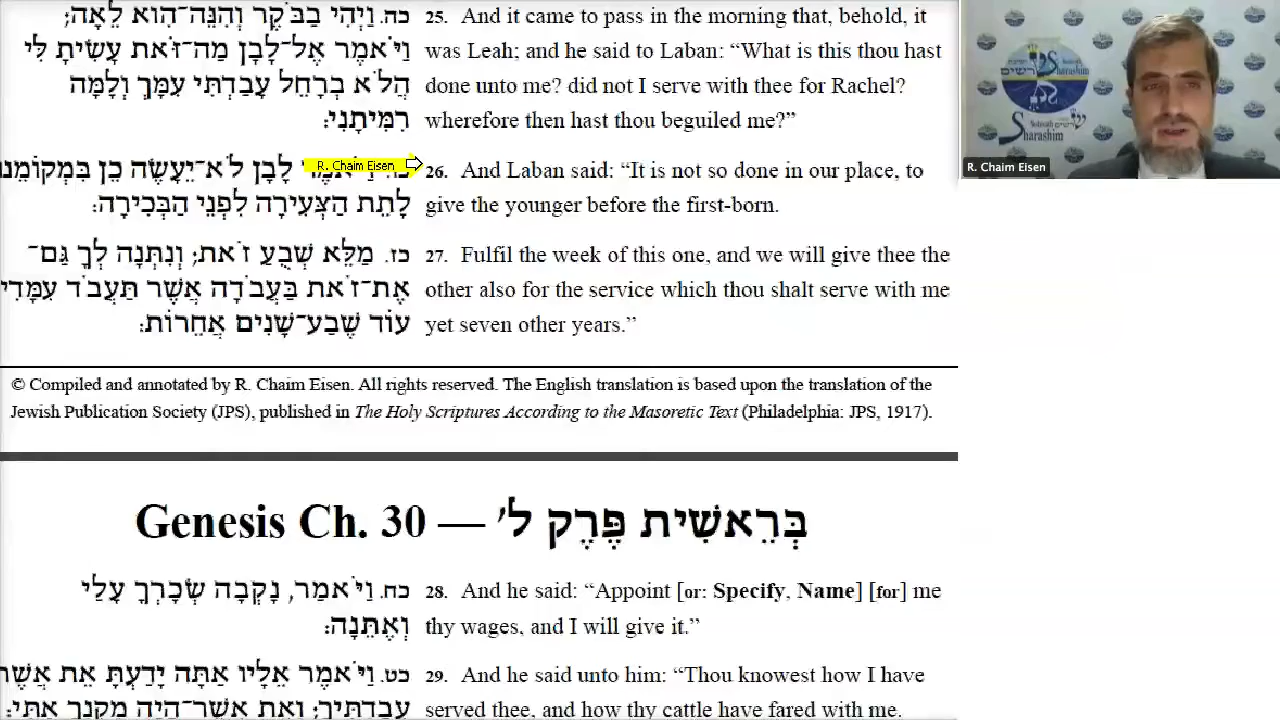 כה. וַיְהִי בַבֹּקֶר וְהִנֵּה־הִוא לֵאָה;
וַיֹּאמֶר אֶל־לָבָן מַה־זֹּאת עָשִׂיתָ לִּי
הֲלֹא בְרָחֵל עָבַדְתִּי עִמָּךְ וְלָמָּה
רִמִּיתָנִי:
25. And it came to pass in the morning that, behold, it
was Leah; and he said to Laban: “What is this thou hast
done unto me? did not I serve with thee for Rachel?
wherefore then hast thou beguiled me?”
לָבָן לֹא־יֵעָשֶׂה כֵן בִּמְקוֹמֵנוּ
לָתֵת הַצְּעִירָה לִפְנֵי הַבְּכִירָה:
R. Chaim Eisen
26. And Laban said: “It is not so done in our place, to
give the younger before the first-born.
כז. מַלֵּא שְׁבֻעַ זֹאת; וְנִתְּנָה לְךָ גַּם־
אֶת־זֹאת בַּעֲבֹדָה אֲשֶׁר תַּעֲבֹד עִמָּדִי
עוֹד שֶׁבַע־שָׁנִים אֲחֵרוֹת:
27. Fulfil the week of this one, and we will give thee the
other also for the service which thou shalt serve with me
yet seven other years.”
© Compiled and annotated by R. Chaim Eisen. All rights reserved. The English translation is based upon the translation of the
Jewish Publication Society (JPS), published in The Holy Scriptures According to the Masoretic Text (Philadelphia: JPS, 1917).
Genesis Ch. 30 — בְּרֵאשִׁית פֶּרֶק ל׳
כח. וַיֹּאמַר, נָקְבָה שְׂכָרְךָ עָלַי
וְאֶתֵּנָה:
28. And he said: “Appoint [or: Specify, Name] [for] me
thy wages, and I will give it.”
כט. וַיֹּאמֶר אֵלָיו אַתָּה יָדַעְתָּ אֵת אֲשֶׁר
עֲבַדְתִּיךָ; וְאֵת אֲשֶׁר־הָיָה מִקְנְךָ אִתִּי:
29. And he said unto him: “Thou knowest how I have
served thee, and how thy cattle have fared with me.
Sharashim
שרשים
Yeshivath
Sharashim
R. Chaim Eisen